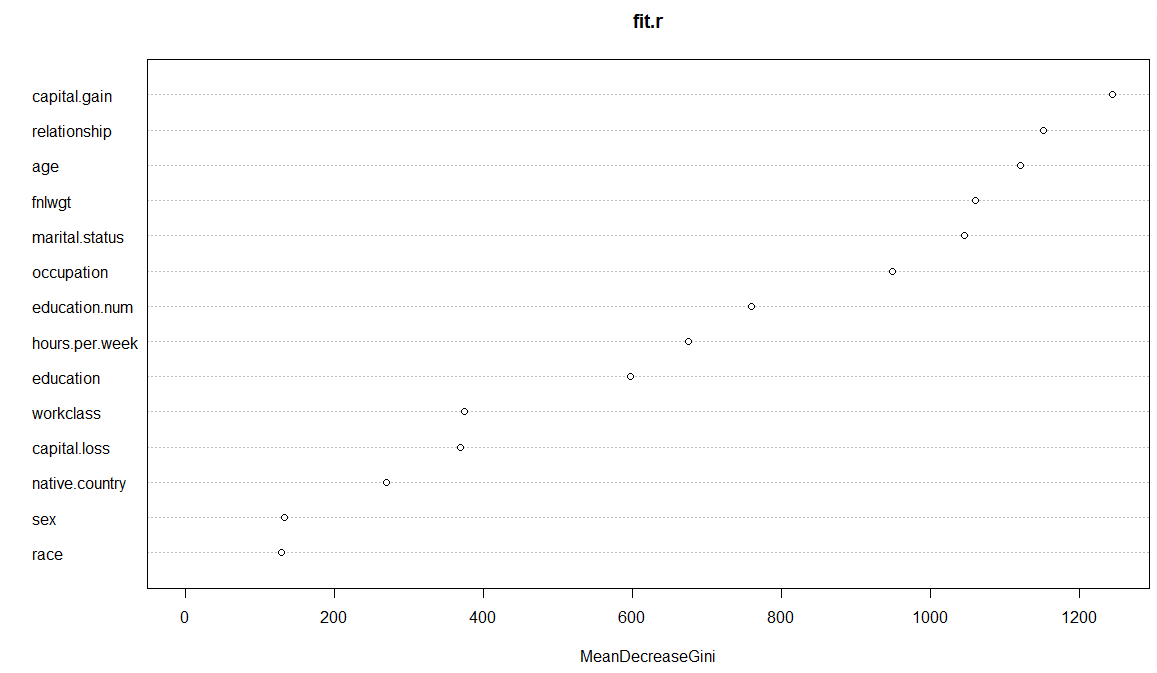 fit.r
capital.gain
relationship
age
fnlwgt
marital.status
occupation
education.num
hours.per.week
education
workclass
capital.loss
native.country
sex
race
0 200 400 600 800 1000 1200
MeanDecreaseGini